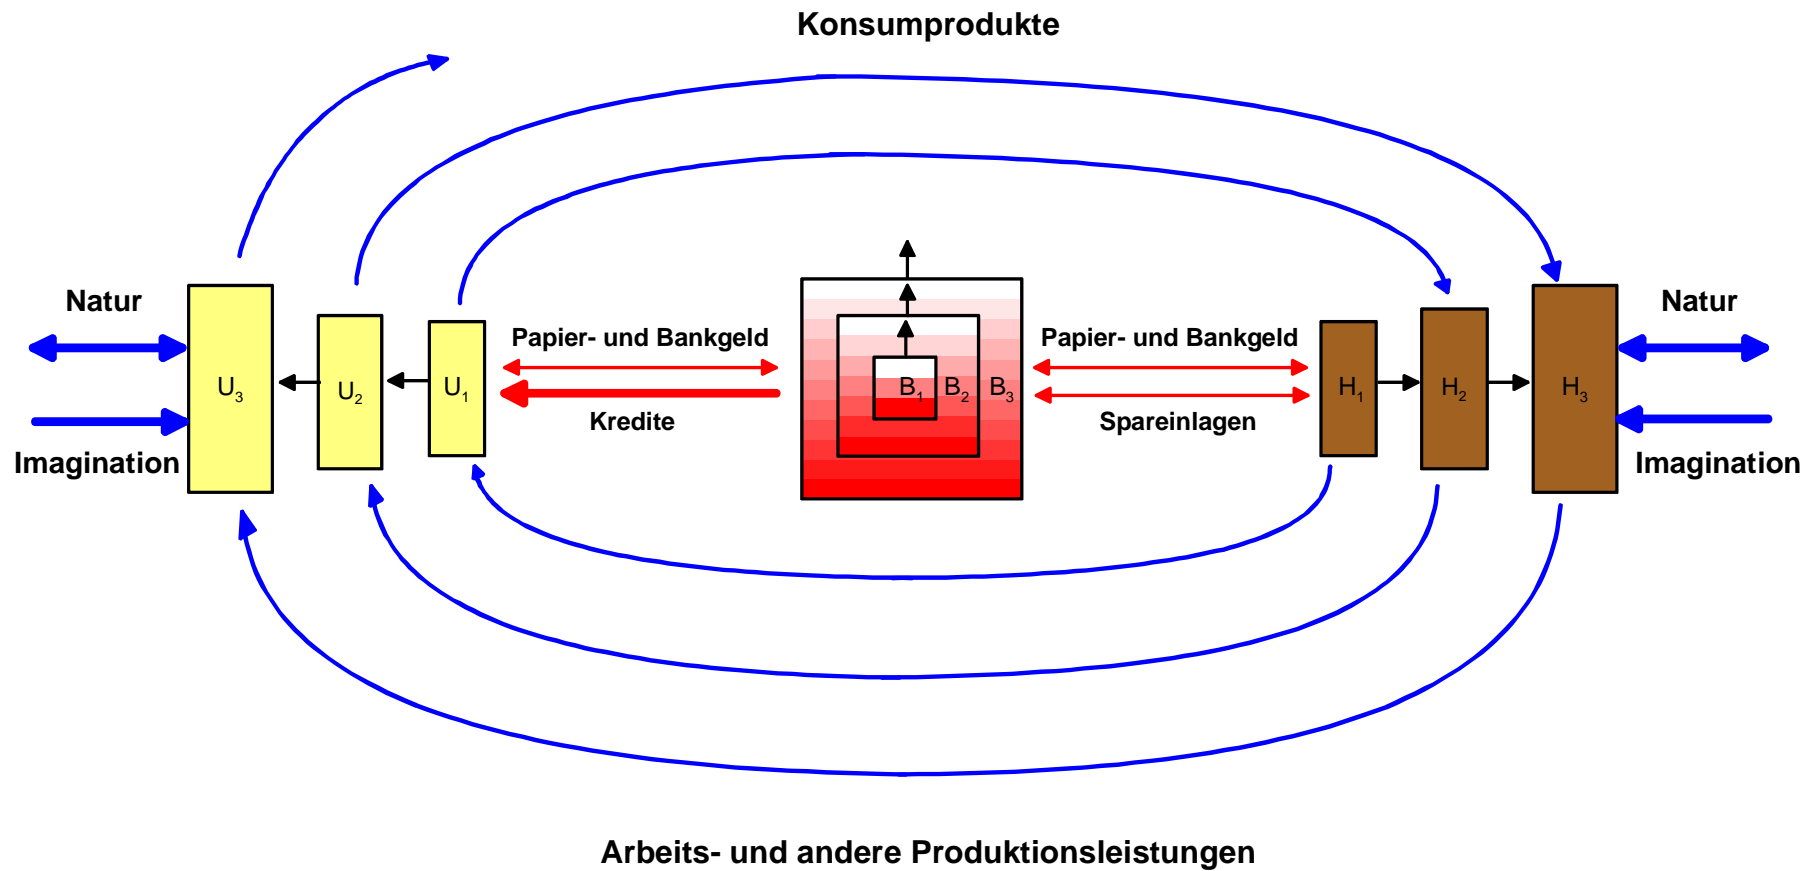 Konsumprodukte
Natur
Natur
Papier- und Bankgeld
Papier- und Bankgeld
U3
U2
U1
B1
B2
B3
H1
H2
H3
Kredite
Spareinlagen
Imagination
Imagination
Arbeits- und andere Produktionsleistungen